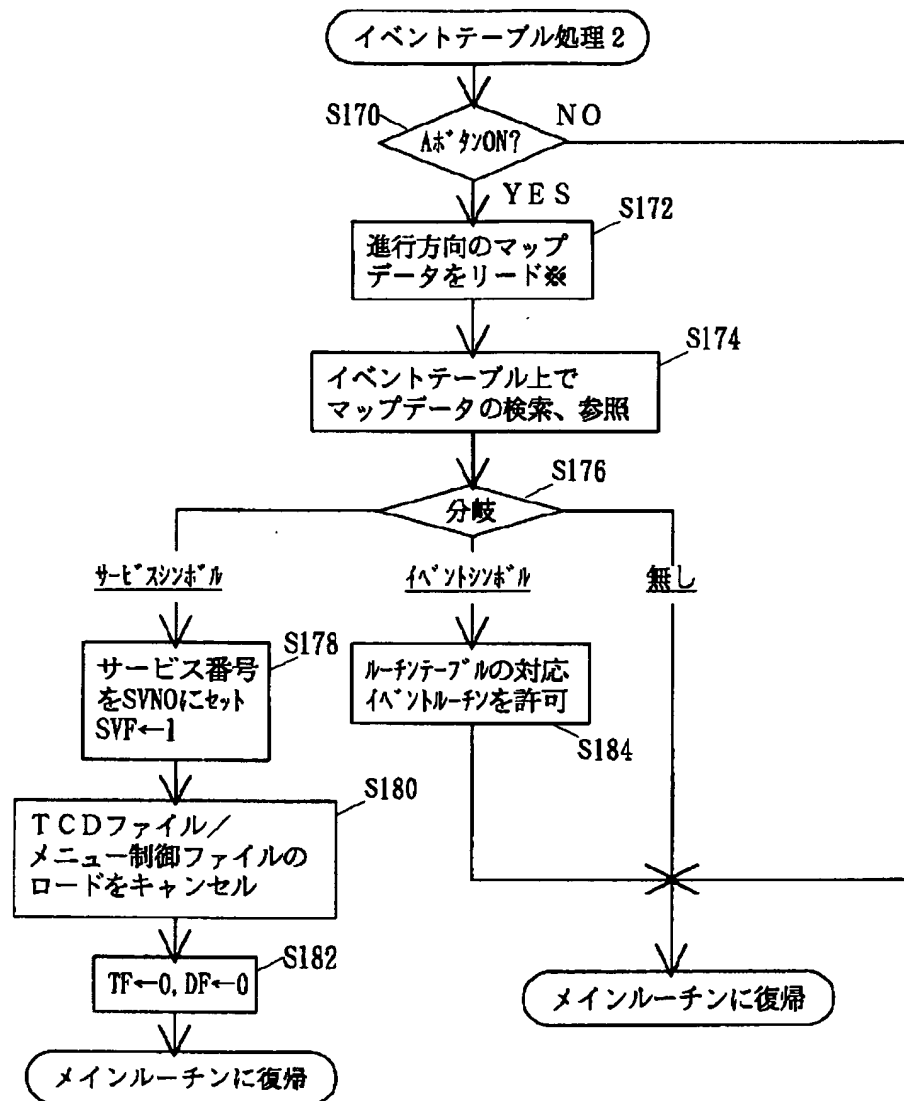 イベントテーブル処理2
S170
AボタンON?
NO
YES
S172
進行方向のマップ
データをリード※
S174
イベントテーブル上で
マップデータの検索、参照
S176
分岐
サービスシンボル
イベントシンボル
無し
S178
サービス番号
をSVNOにセット
SVF←1
ルーチンテーブルの対応
イベントルーチンを許可
S184
S180
TCDファイル/
メニュー制御ファイルの
ロードをキャンセル
S182
TF←0, DF←0
メインルーチンに復帰
メインルーチンに復帰